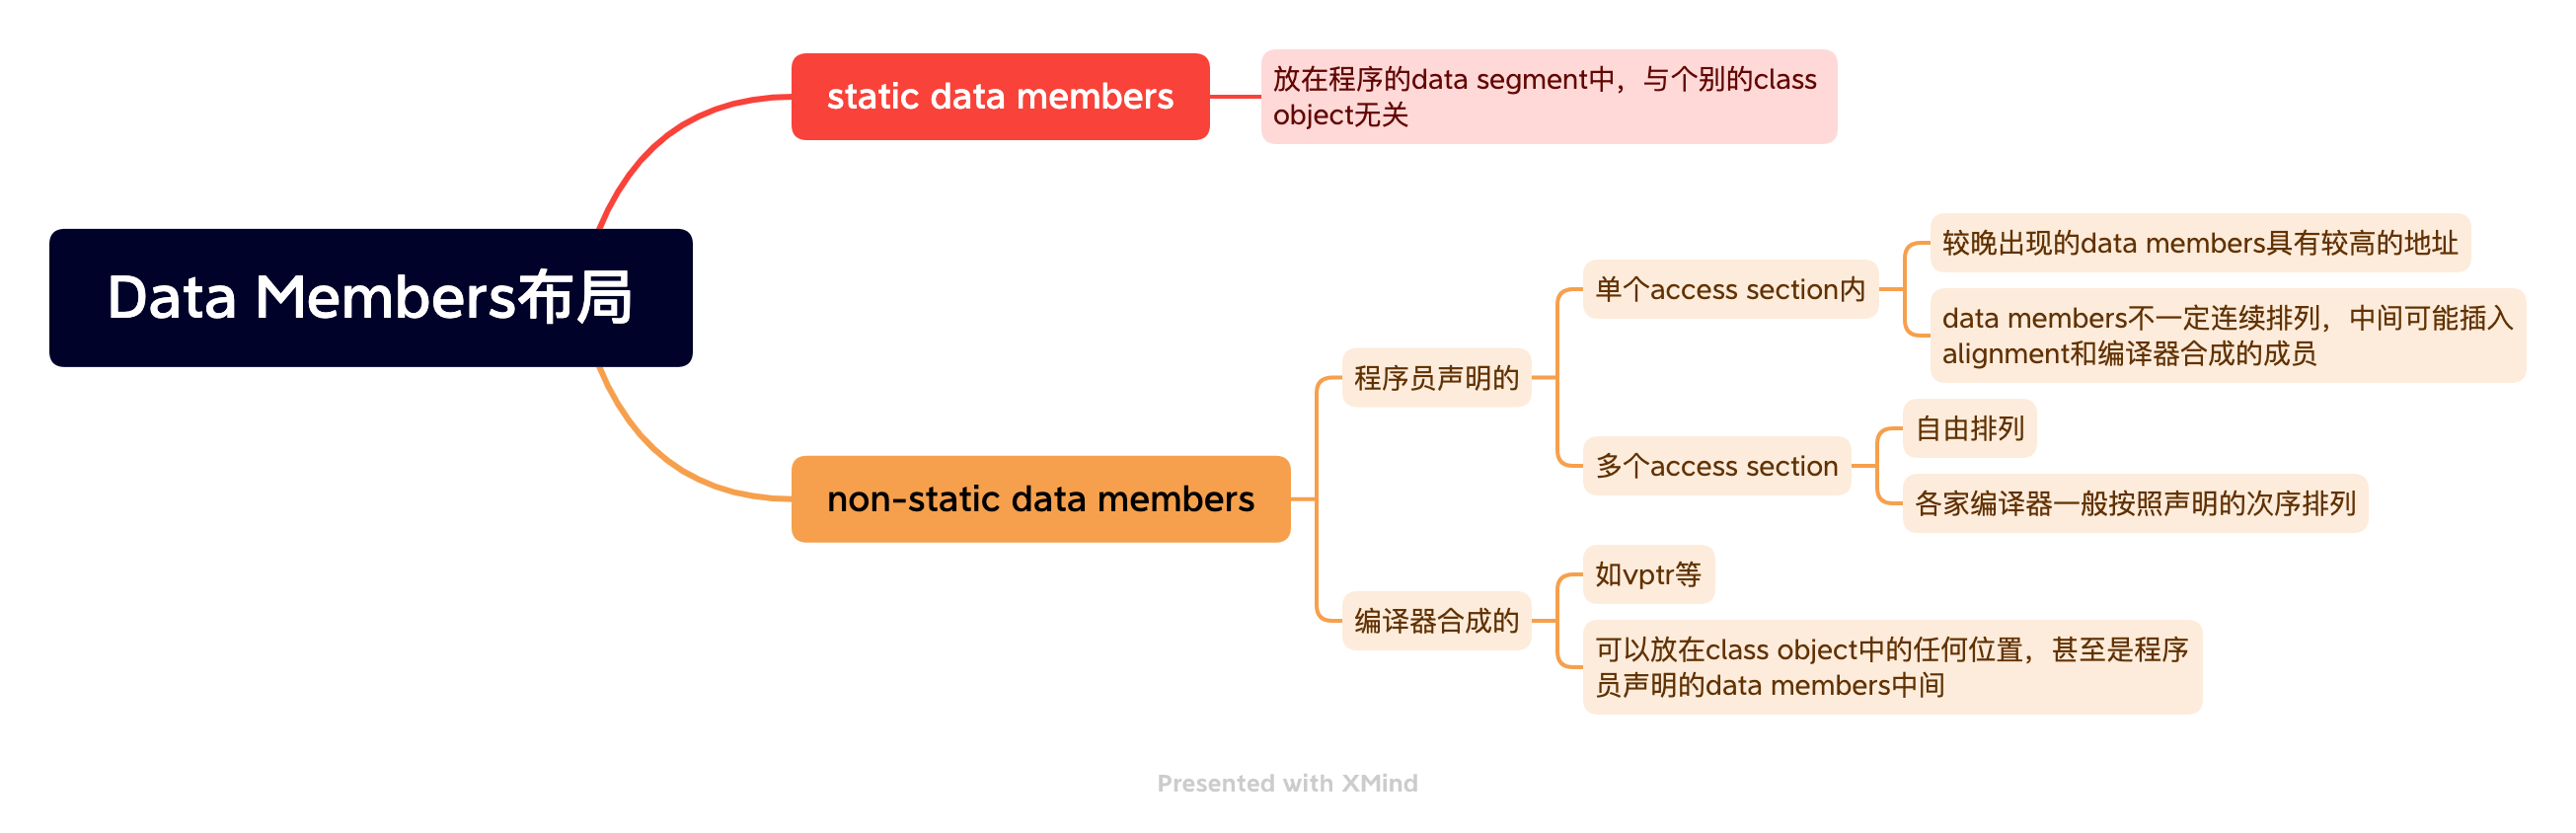 Data Members布局
static data members
放在程序的data segment中，与个别的class
object无关
non-static data members
程序员声明的
单个access section内
较晚出现的data members具有较高的地址
data members不一定连续排列，中间可能插入
alignment和编译器合成的成员
多个access section
自由排列
各家编译器一般按照声明的次序排列
编译器合成的
如vptr等
可以放在class object中的任何位置，甚至是程序
员声明的data members中间
Presented with XMind